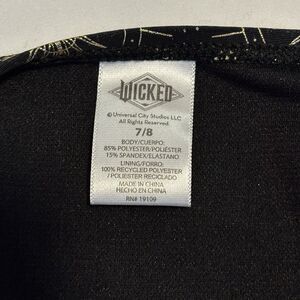 WICKED
© Universal City Studios LLC
All Rights Reserved.
7/8
BODY/CUERPO:
85% POLYESTER/POLIÉSTER
15% SPANDEX/ELASTANO
LINING/FORRO:
100% RECYCLED POLYESTER
/ POLIESTER RECICLADO
MADE IN CHINA
HECHO EN CHINA
RN# 19109